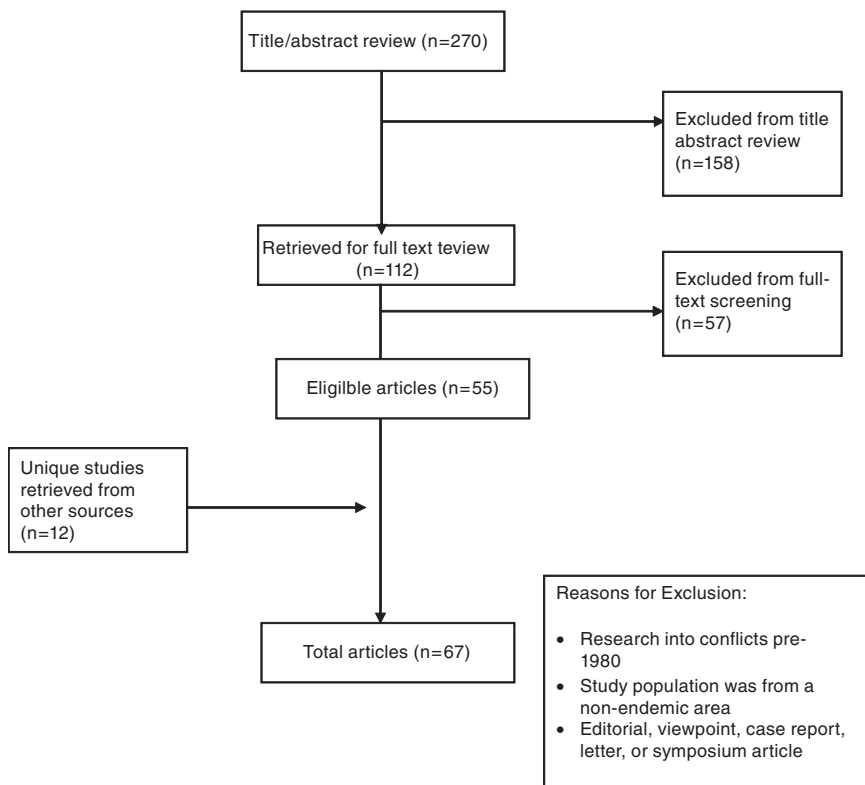 Title/abstract review (n=270)
Excluded from title
abstract review
(n=158)
Retrieved for full text teview
(n=112)
Excluded from full-
text screening
(n=57)
Eligilble articles (n=55)
Unique studies
retrieved from
other sources
(n=12)
Total articles (n=67)
Reasons for Exclusion:
• Research into conflicts pre-
1980
• Study population was from a
non-endemic area
• Editorial, viewpoint, case report,
letter, or symposium article